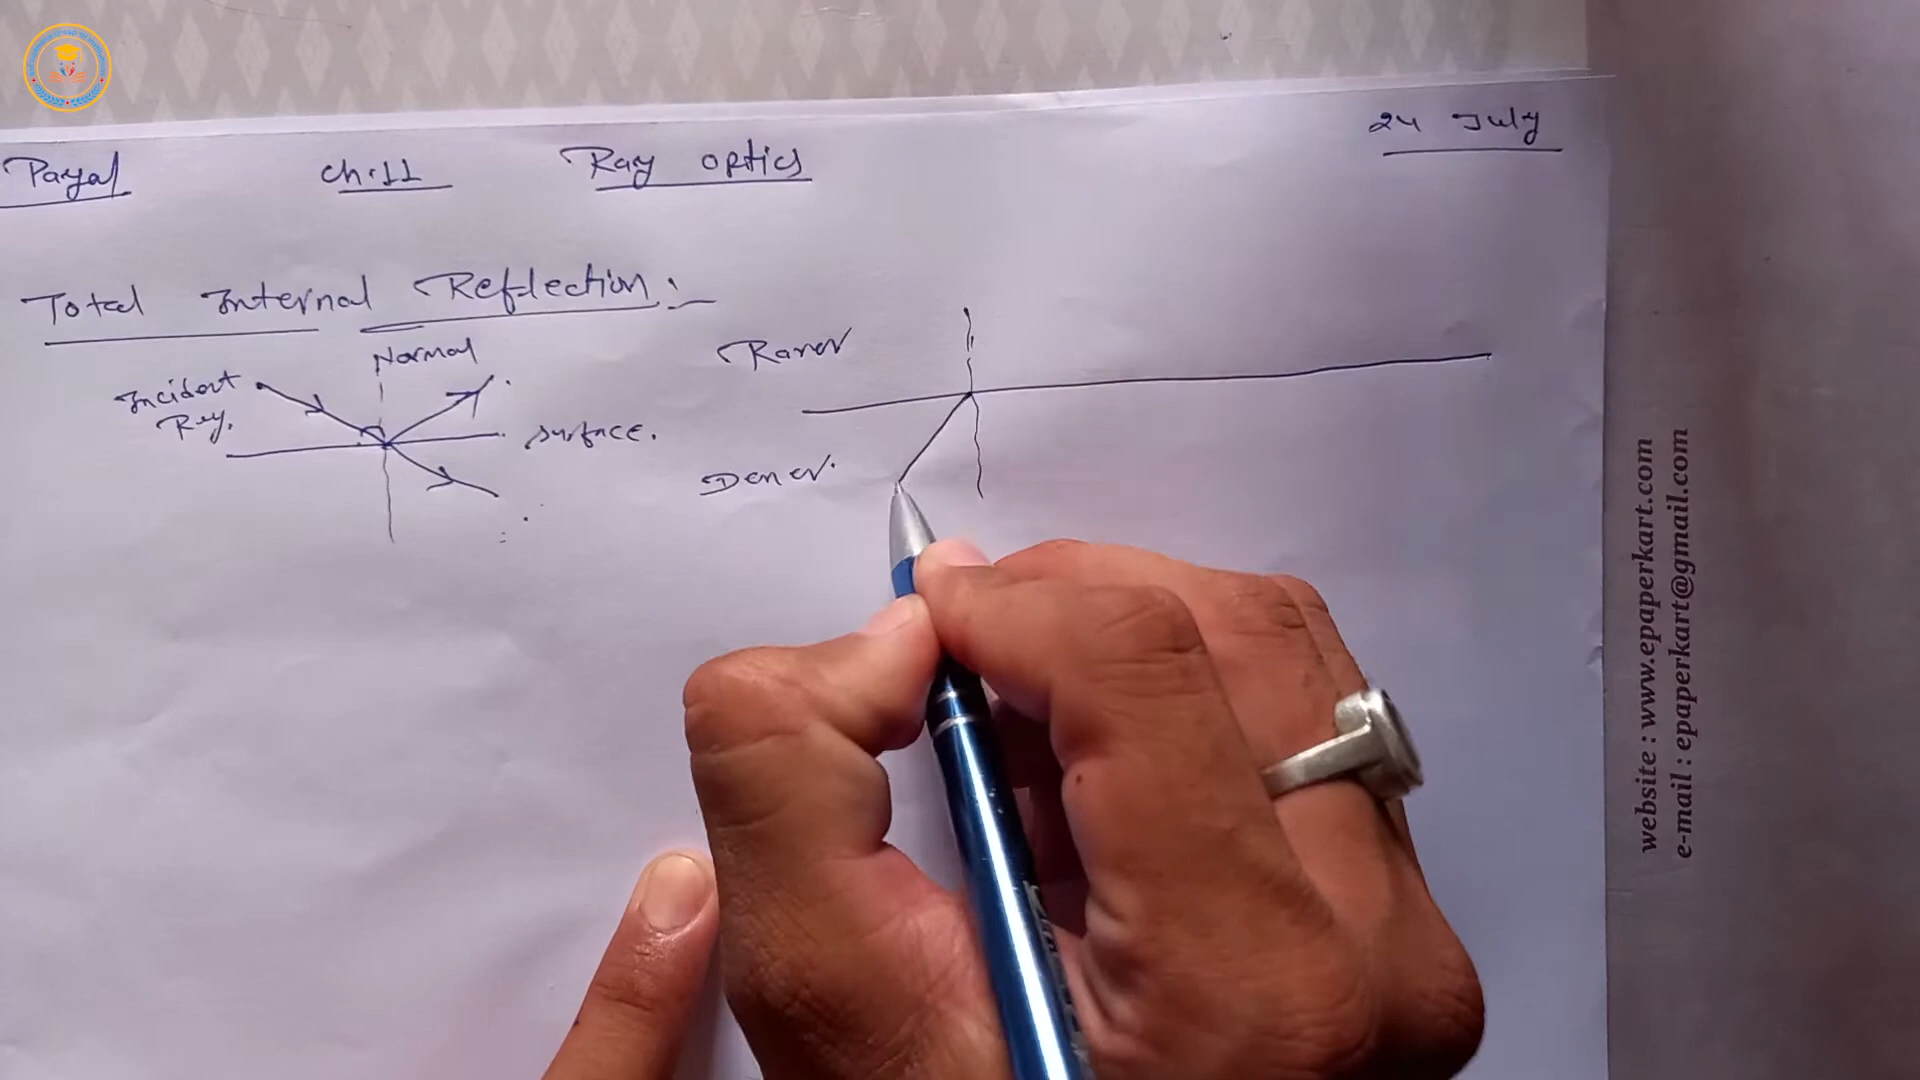 Payal
Ch.11
Ray optics
24 July
Total Internal Reflection:-
Normal
Incident
Ray.
surface.
Rarer
Dener.
website : www.epaperkart.com
e-mail : epaperkart@gmail.com